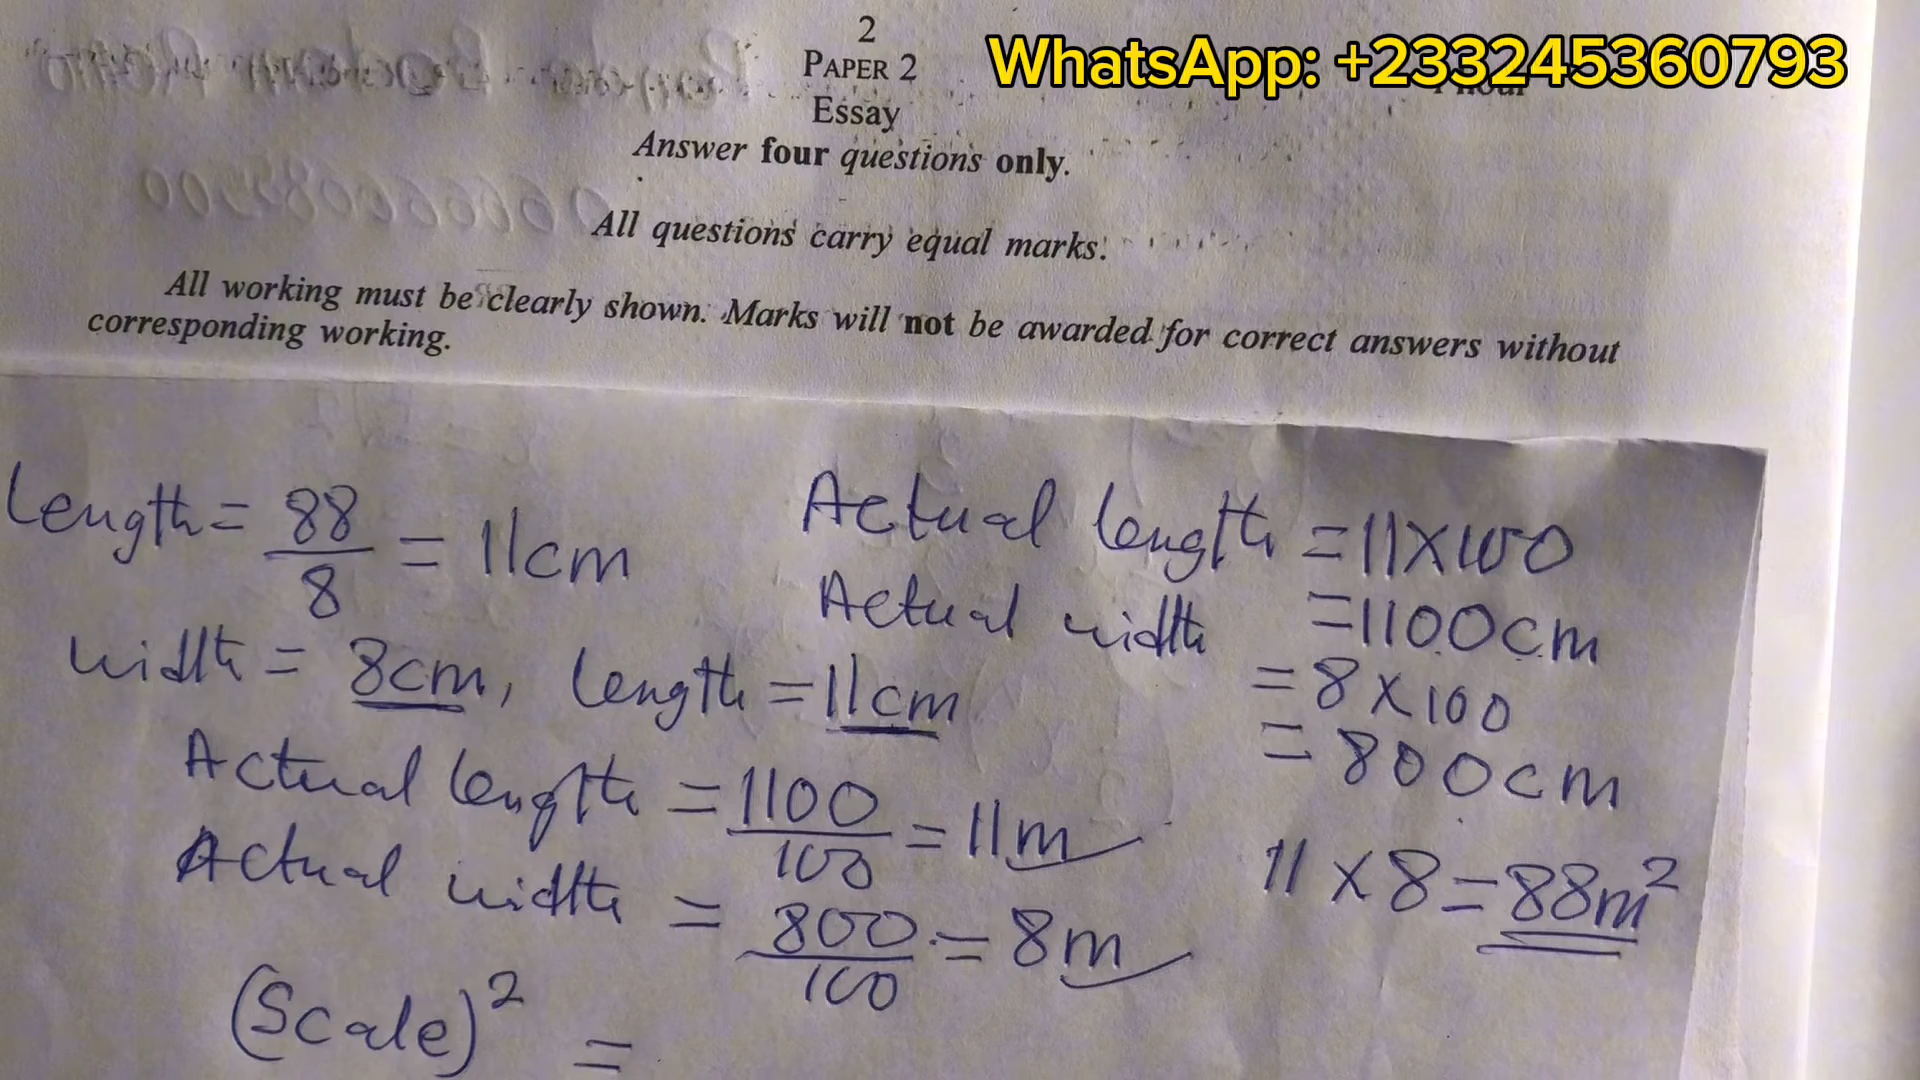 2
PAPER 2
WhatsApp: +233245360793
Essay
Answer four questions only.
All questions carry equal marks.
All working must be clearly shown. Marks will not be awarded for correct answers without
corresponding working.
Length = 88/8 = 11cm
width = 8cm, length = 11cm
Actual length = 1100/100 = 11m
Actual width = 800/100 = 8m
(Scale)² =
Actual length = 11×100
= 1100cm
Actual width
= 8×100
= 800cm
11×8 = 88m²